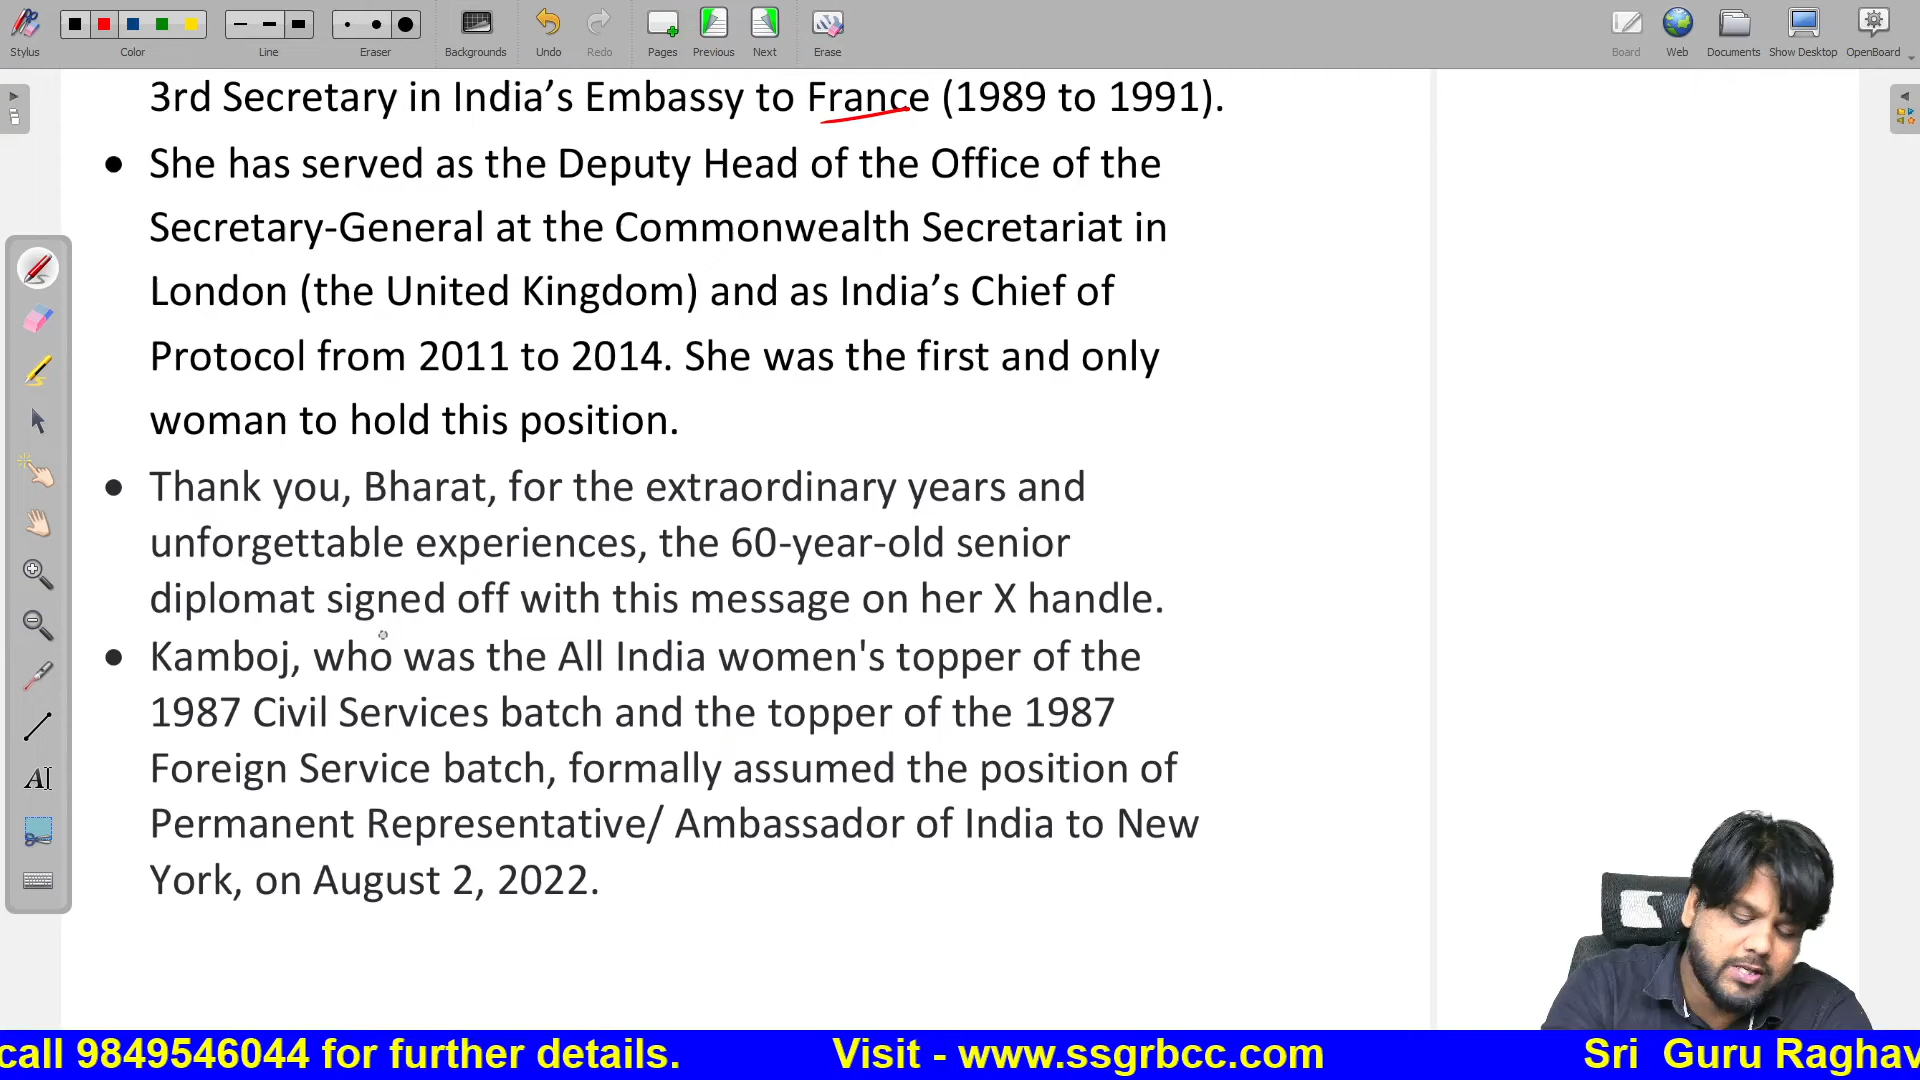 Stylus Color Line Eraser Backgrounds Undo Redo Pages Previous Next Erase Board Web Documents Show Desktop OpenBoard
3rd Secretary in India’s Embassy to France (1989 to 1991).
• She has served as the Deputy Head of the Office of the
Secretary-General at the Commonwealth Secretariat in
London (the United Kingdom) and as India’s Chief of
Protocol from 2011 to 2014. She was the first and only
woman to hold this position.
• Thank you, Bharat, for the extraordinary years and
unforgettable experiences, the 60-year-old senior
diplomat signed off with this message on her X handle.
• Kamboj, who was the All India women's topper of the
1987 Civil Services batch and the topper of the 1987
Foreign Service batch, formally assumed the position of
Permanent Representative/ Ambassador of India to New
York, on August 2, 2022.
call 9849546044 for further details. Visit - www.ssgrbcc.com Sri Guru Raghav